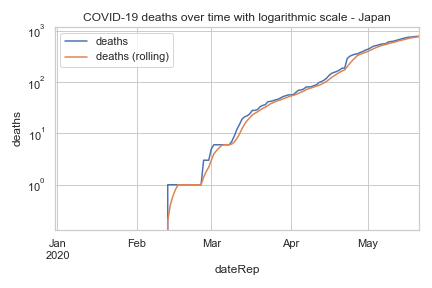 COVID-19 deaths over time with logarithmic scale - Japan
deaths
deaths (rolling)
10³
10²
10¹
10⁰
deaths
Jan Feb Mar Apr May
2020
dateRep